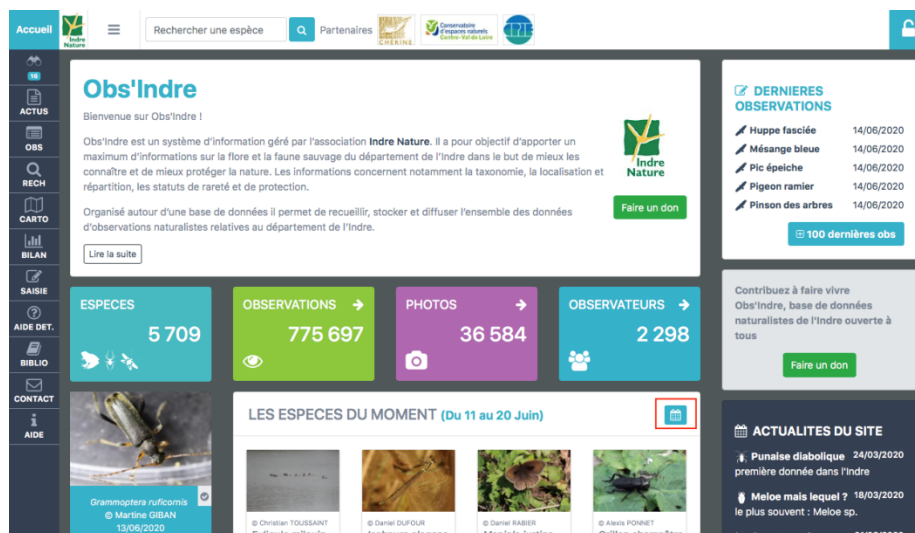 Accueil
Indre
Nature
Rechercher une espèce
Partenaires
CHERINE
Conservatoire
d'espaces naturels
Centre-Val de Loire
CPIE
16
ACTUS
OBS
RECH
CARTO
BILAN
SAISIE
AIDE DET.
BIBLIO
CONTACT
AIDE
Obs'Indre
Bienvenue sur Obs'Indre !
Obs'Indre est un système d'information géré par l'association Indre Nature. Il a pour objectif d'apporter un
maximum d'informations sur la flore et la faune sauvage du département de l'Indre dans le but de mieux les
connaître et de mieux protéger la nature. Les informations concernent notamment la taxonomie, la localisation et
répartition, les statuts de rareté et de protection.
Organisé autour d'une base de données il permet de recueillir, stocker et diffuser l'ensemble des données
d'observations naturalistes relatives au département de l'Indre.
Lire la suite
Indre
Nature
Faire un don
ESPECES
5 709
OBSERVATIONS
775 697
PHOTOS
36 584
OBSERVATEURS
2 298
Grammoptera ruficornis
© Martine GIBAN
13/06/2020
LES ESPECES DU MOMENT (Du 11 au 20 Juin)
© Christian TOUSSAINT
© Daniel DUFOUR
© Daniel RABIER
© Alexis PONNET
DERNIERES
OBSERVATIONS
Huppe fasciée 14/06/2020
Mésange bleue 14/06/2020
Pic épeiche 14/06/2020
Pigeon ramier 14/06/2020
Pinson des arbres 14/06/2020
100 dernières obs
Contribuez à faire vivre
Obs'Indre, base de données
naturalistes de l'Indre ouverte à
tous
Faire un don
ACTUALITES DU SITE
Punaise diabolique 24/03/2020
première donnée dans l'Indre
Meloe mais lequel ? 18/03/2020
le plus souvent : Meloe sp.